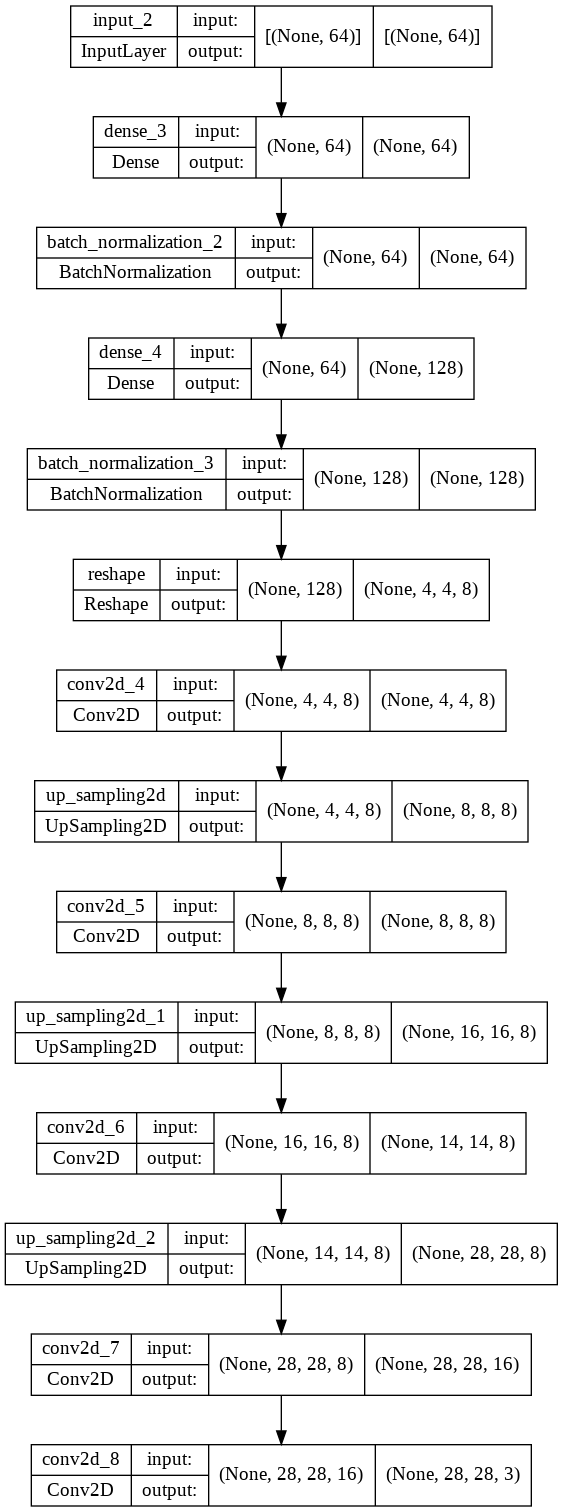 input_2 input: [(None, 64)] [(None, 64)]
InputLayer output:
dense_3 input: (None, 64) (None, 64)
Dense output:
batch_normalization_2 input: (None, 64) (None, 64)
BatchNormalization output:
dense_4 input: (None, 64) (None, 128)
Dense output:
batch_normalization_3 input: (None, 128) (None, 128)
BatchNormalization output:
reshape input: (None, 128) (None, 4, 4, 8)
Reshape output:
conv2d_4 input: (None, 4, 4, 8) (None, 4, 4, 8)
Conv2D output:
up_sampling2d input: (None, 4, 4, 8) (None, 8, 8, 8)
UpSampling2D output:
conv2d_5 input: (None, 8, 8, 8) (None, 8, 8, 8)
Conv2D output:
up_sampling2d_1 input: (None, 8, 8, 8) (None, 16, 16, 8)
UpSampling2D output:
conv2d_6 input: (None, 16, 16, 8) (None, 14, 14, 8)
Conv2D output:
up_sampling2d_2 input: (None, 14, 14, 8) (None, 28, 28, 8)
UpSampling2D output:
conv2d_7 input: (None, 28, 28, 8) (None, 28, 28, 16)
Conv2D output:
conv2d_8 input: (None, 28, 28, 16) (None, 28, 28, 3)
Conv2D output: